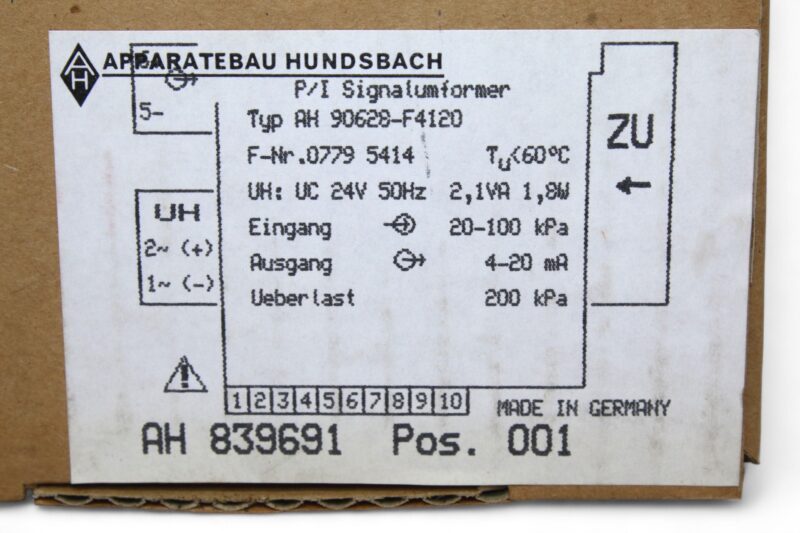 AH APPARATEBAU HUNDSBACH
P/I Signalumformer
5-
Typ AH 90628-F4120
F-Nr.0779 5414 Tu<60°C
ZU
UH: UC 24V 50Hz 2,1VA 1,8W
UH
2~ (+)
1~ (-)
Eingang 20-100 kPa
Ausgang 4-20 mA
Ueberlast 200 kPa
1 2 3 4 5 6 7 8 9 10
MADE IN GERMANY
AH 839691 Pos. 001